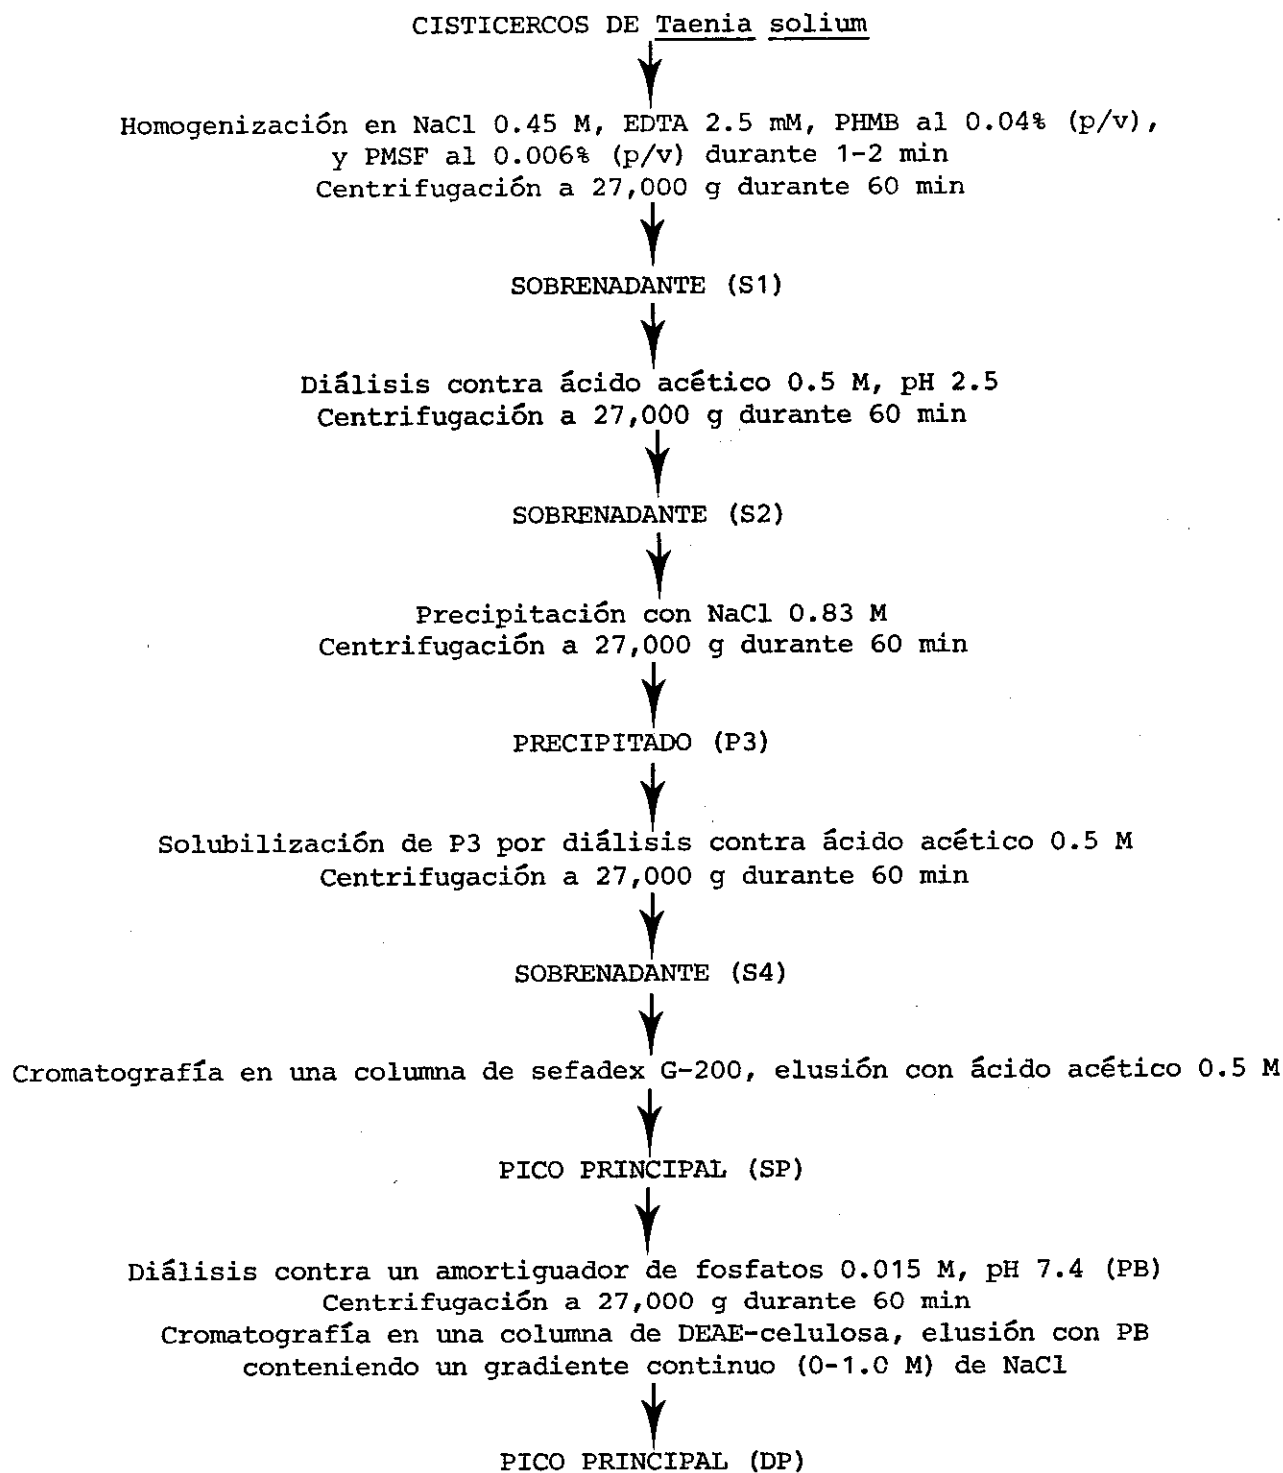 CISTICERCOS DE Taenia solium
Homogenización en NaCl 0.45 M, EDTA 2.5 mM, PHMB al 0.04% (p/v),
y PMSF al 0.006% (p/v) durante 1-2 min
Centrifugación a 27,000 g durante 60 min
SOBRENADANTE (S1)
Diálisis contra ácido acético 0.5 M, pH 2.5
Centrifugación a 27,000 g durante 60 min
SOBRENADANTE (S2)
Precipitación con NaCl 0.83 M
Centrifugación a 27,000 g durante 60 min
PRECIPITADO (P3)
Solubilización de P3 por diálisis contra ácido acético 0.5 M
Centrifugación a 27,000 g durante 60 min
SOBRENADANTE (S4)
Cromatografía en una columna de sefadex G-200, elusión con ácido acético 0.5 M
PICO PRINCIPAL (SP)
Diálisis contra un amortiguador de fosfatos 0.015 M, pH 7.4 (PB)
Centrifugación a 27,000 g durante 60 min
Cromatografía en una columna de DEAE-celulosa, elusión con PB
conteniendo un gradiente continuo (0-1.0 M) de NaCl
PICO PRINCIPAL (DP)